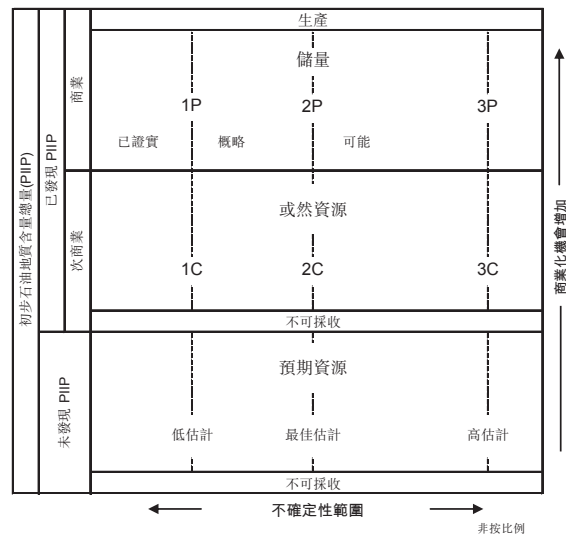 生產
儲量
1P
2P
3P
已證實
概略
可能
或然資源
1C
2C
3C
不可採收
預期資源
低估計
最佳估計
高估計
不可採收
初步石油地質含量總量(PIIP)
已發現 PIIP
未發現 PIIP
商業
次商業
商業化機會增加
不確定性範圍
非按比例